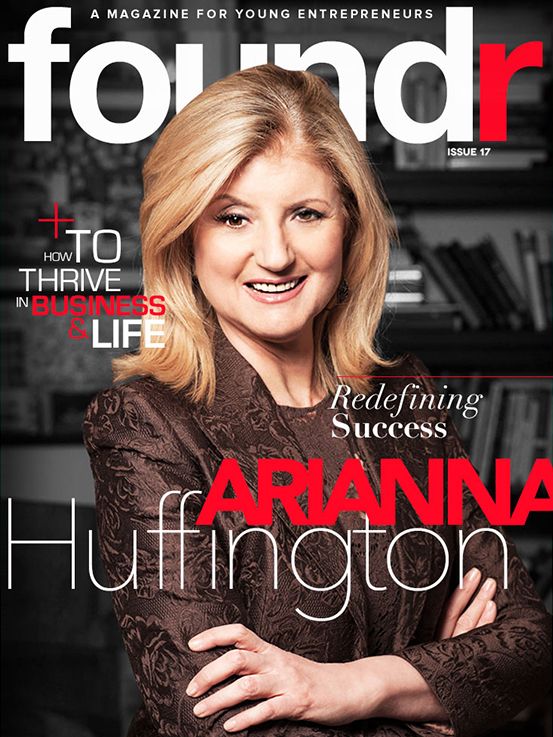 A MAGAZINE FOR YOUNG ENTREPRENEURS
foundr
ISSUE 17
+TO
HOW
THRIVE
IN BUSINESS
& LIFE
Redefining
Success
ARIANNA
Huffington